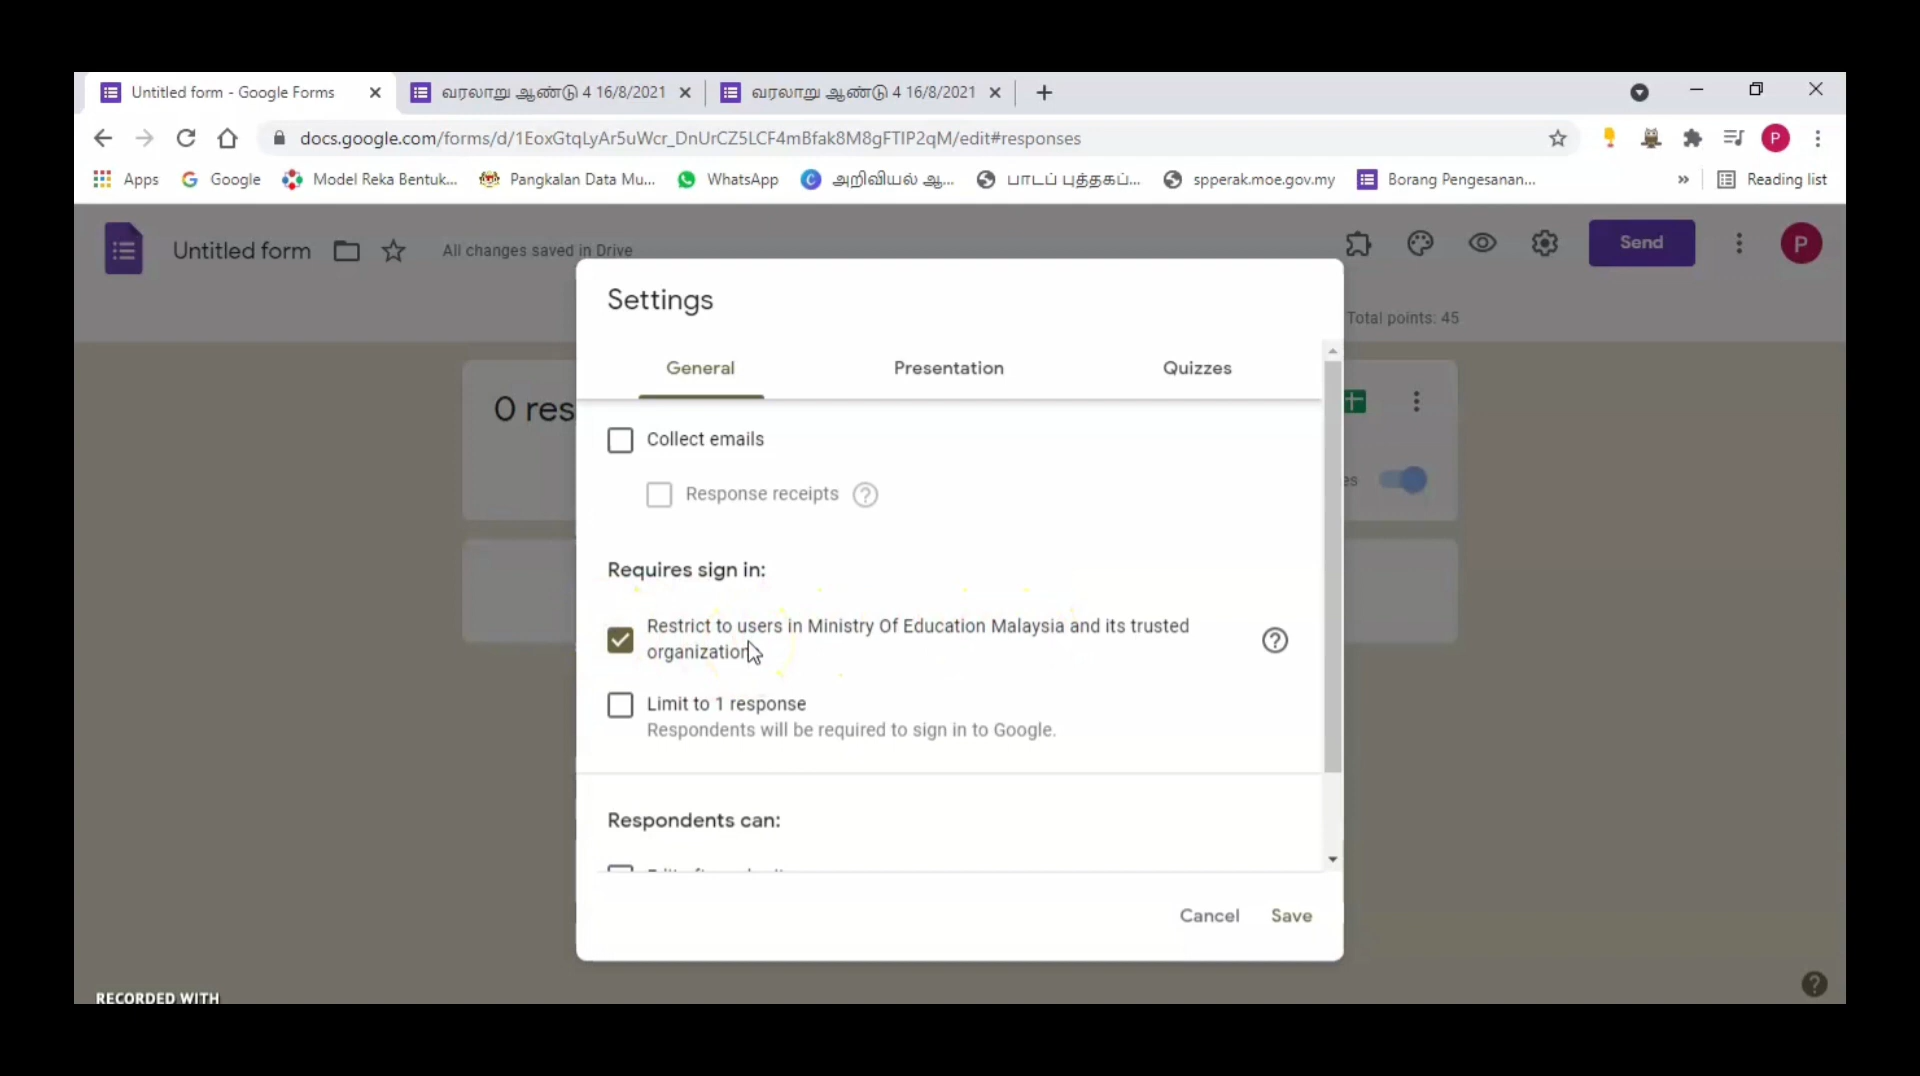 Untitled form - Google Forms
வரலாறு ஆண்டு 4 16/8/2021
வரலாறு ஆண்டு 4 16/8/2021
docs.google.com/forms/d/1EoxGtqLyAr5uWcr_DnUrCZ5LCF4mBfak8M8gFTIP2qM/edit#responses
P
Apps
Google
Model Reka Bentuk...
Pangkalan Data Mu...
WhatsApp
அறிவியல் ஆ...
பாடப் புத்தகப்...
spperak.moe.gov.my
Borang Pengesanan...
»
Reading list
Untitled form
All changes saved in Drive
Send
P
Settings
Total points: 45
General
Presentation
Quizzes
0 res
Collect emails
es
Response receipts
Requires sign in:
Restrict to users in Ministry Of Education Malaysia and its trusted
organization
Limit to 1 response
Respondents will be required to sign in to Google.
Respondents can:
Cancel
Save
RECORDED WITH